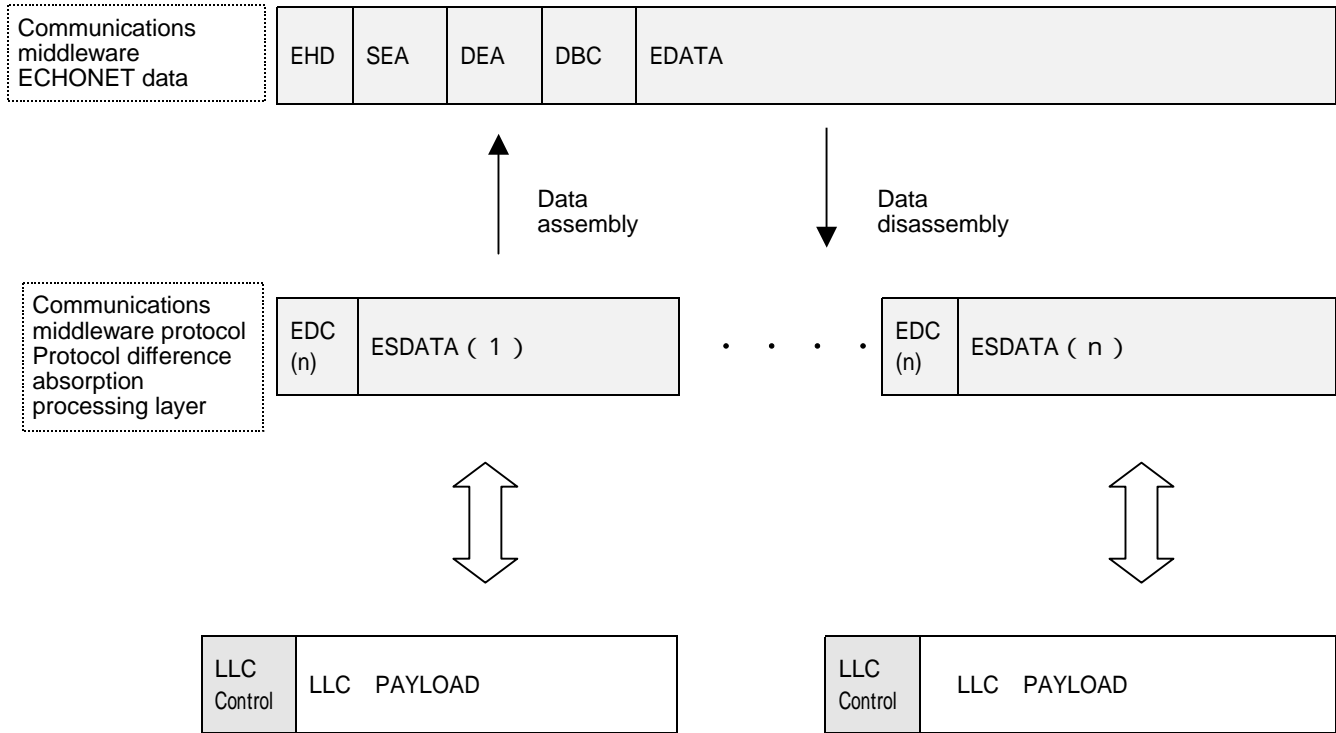 Communications
middleware
ECHONET data
EHD SEA DEA DBC EDATA
Data
assembly
Data
disassembly
Communications
middleware protocol
Protocol difference
absorption
processing layer
EDC
(n)
ESDATA ( 1 )
・ ・ ・ ・
EDC
(n)
ESDATA ( n )
LLC
Control
LLC PAYLOAD
LLC
Control
LLC PAYLOAD